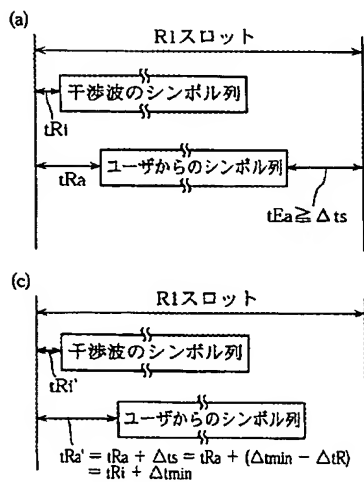 (a)
R1スロット
干渉波のシンボル列
tRi
ユーザからのシンボル列
tRa
tEa≧Δts
(c)
R1スロット
干渉波のシンボル列
tRi'
ユーザからのシンボル列
tRa' = tRa + Δts = tRa + (Δtmin − ΔtR)
= tRi + Δtmin